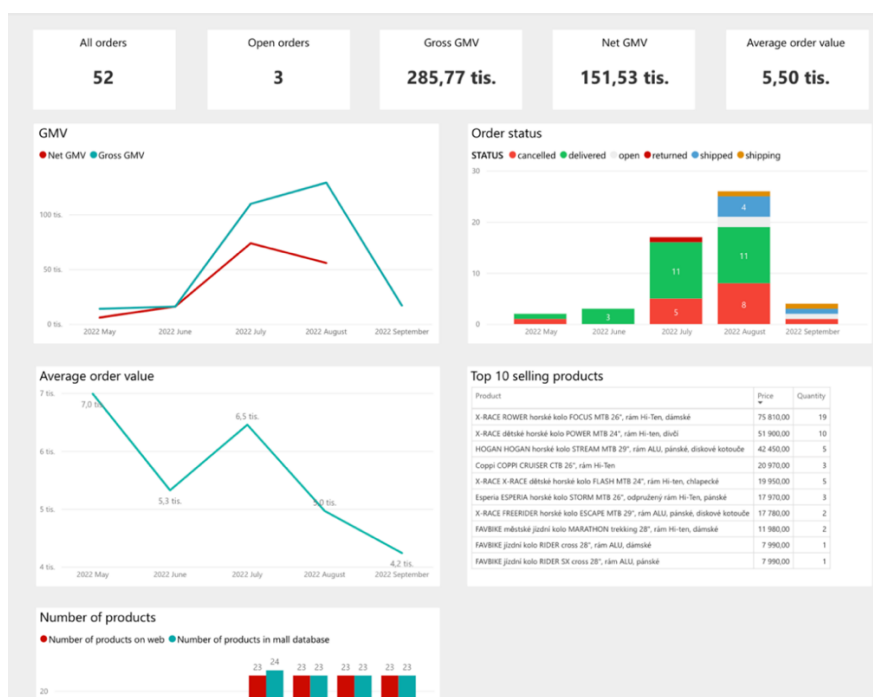 All orders
52
Open orders
3
Gross GMV
285,77 tis.
Net GMV
151,53 tis.
Average order value
5,50 tis.
GMV
Net GMV Gross GMV
100 tis.
50 tis.
0 tis.
2022 May 2022 June 2022 July 2022 August 2022 September
Order status
STATUS cancelled delivered open returned shipped shipping
30
20
10
0
3
11
5
4
11
8
2022 May 2022 June 2022 July 2022 August 2022 September
Average order value
7 tis.
6 tis.
5 tis.
4 tis.
7,0 tis.
5,3 tis.
6,5 tis.
5,0 tis.
4,2 tis.
2022 May 2022 June 2022 July 2022 August 2022 September
Top 10 selling products
Product Price Quantity
X-RACE ROWER horské kolo FOCUS MTB 26", rám Hi-Ten, dámské 75 810,00 19
X-RACE dětské horské kolo POWER MTB 24", rám Hi-ten, dívčí 51 900,00 10
HOGAN HOGAN horské kolo STREAM MTB 29", rám ALU, pánské, diskové kotouče 42 450,00 5
Coppi COPPI CRUISER CTB 26", rám Hi-Ten 20 970,00 3
X-RACE X-RACE dětské horské kolo FLASH MTB 24", rám Hi-ten, chlapecké 19 950,00 5
Esperia ESPERIA horské kolo STORM MTB 26", odpružený rám Hi-Ten, pánské 17 970,00 3
X-RACE FREERIDER horské kolo ESCAPE MTB 29", rám ALU, pánské, diskové kotouče 17 780,00 2
FAVBIKE městské jízdní kolo MARATHON trekking 28", rám Hi-ten, dámské 11 980,00 2
FAVBIKE jízdní kolo RIDER cross 28", rám ALU, dámské 7 990,00 1
FAVBIKE jízdní kolo RIDER SX cross 28", rám ALU, pánské 7 990,00 1
Number of products
Number of products on web Number of products in mall database
23 24 23 23 23 23 23 23
20